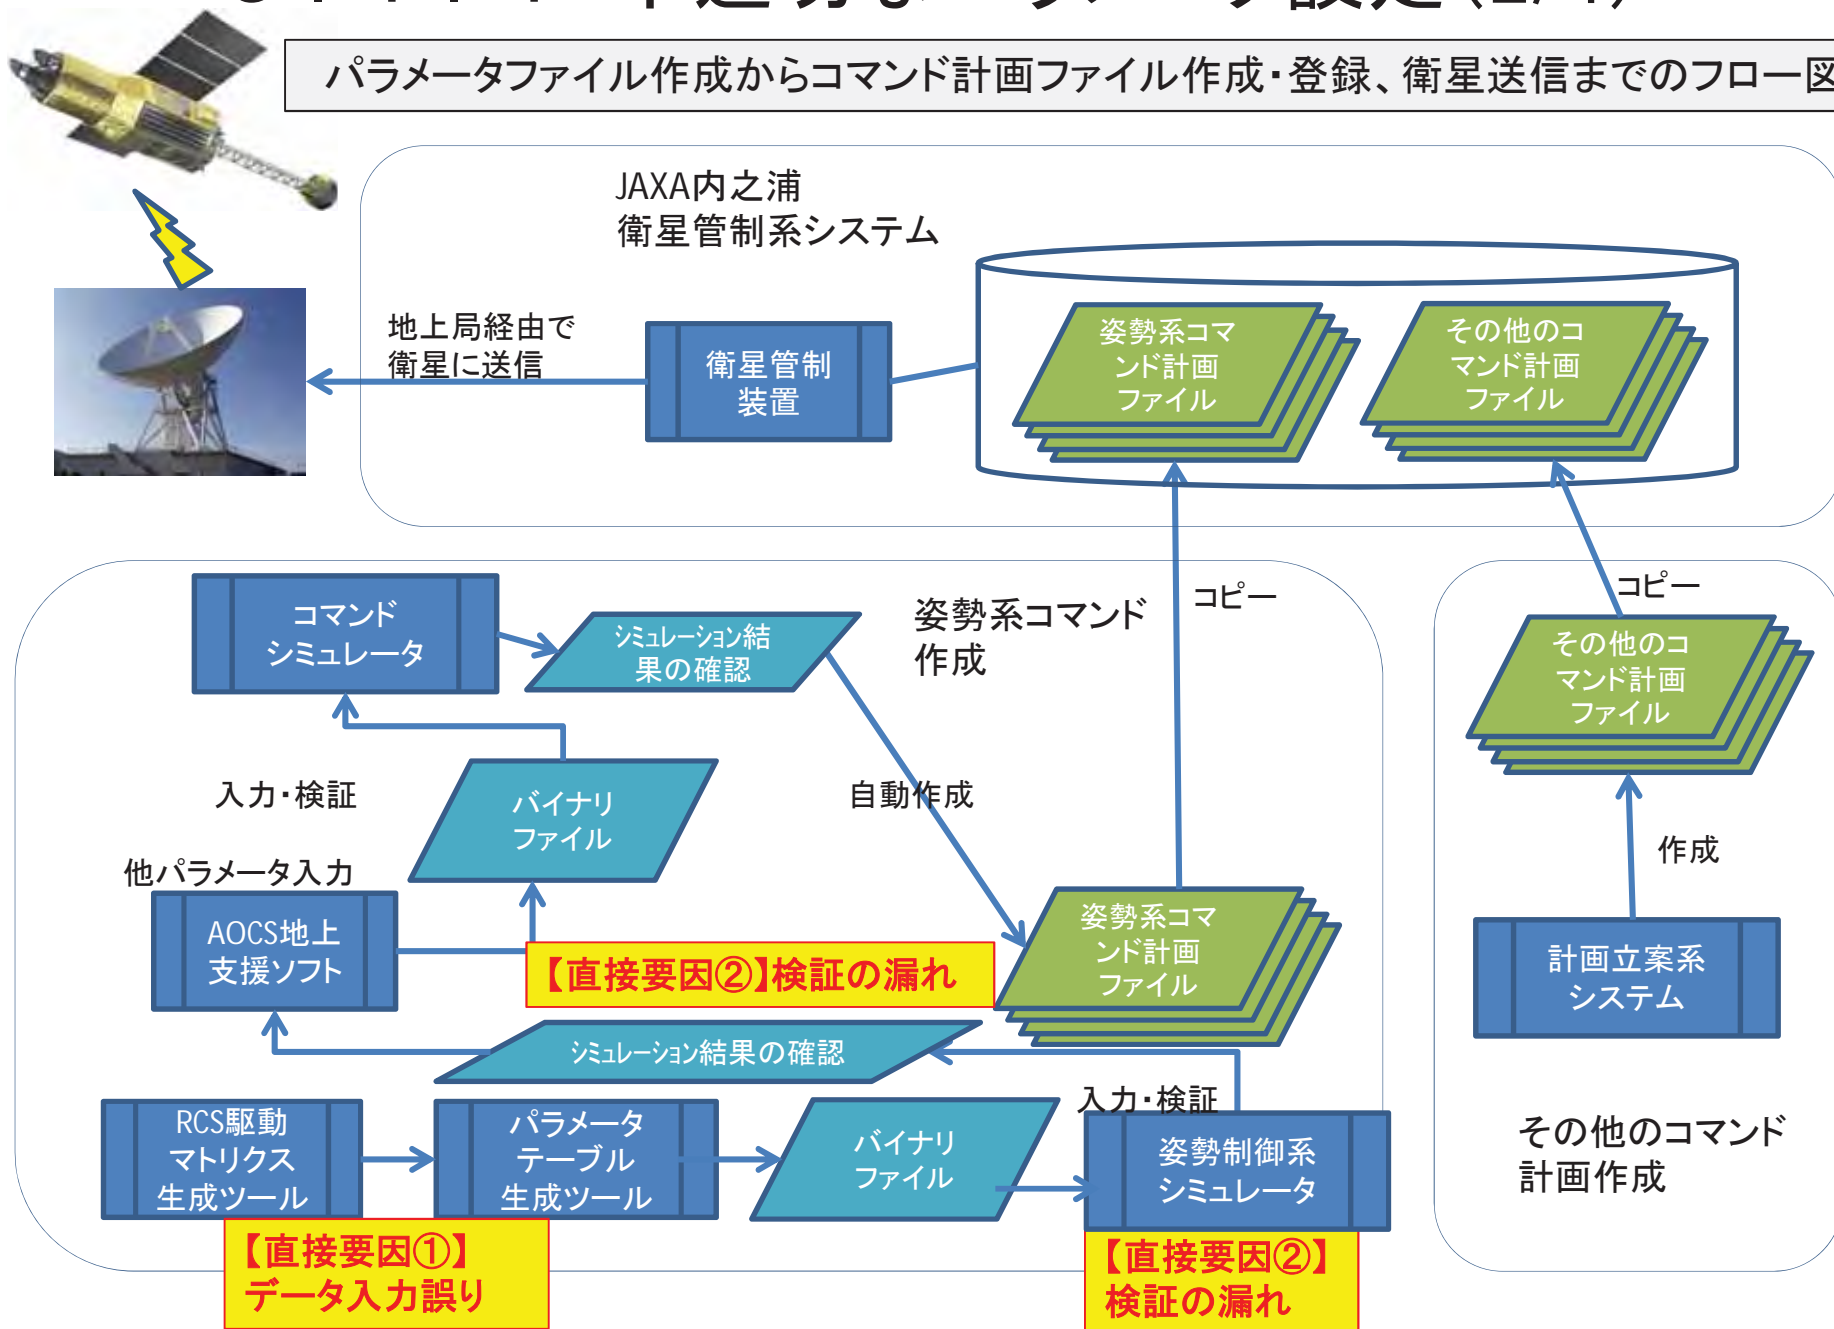 パラメータファイル作成からコマンド計画ファイル作成・登録、衛星送信までのフロー図
JAXA内之浦
衛星管制系システム
地上局経由で
衛星に送信
衛星管制
装置
姿勢系コマ
ンド計画
ファイル
その他のコ
マンド計画
ファイル
コマンド
シミュレータ
シミュレーション結
果の確認
姿勢系コマンド
作成
コピー
コピー
その他のコ
マンド計画
ファイル
入力・検証
バイナリ
ファイル
自動作成
作成
他パラメータ入力
AOCS地上
支援ソフト
【直接要因②】検証の漏れ
姿勢系コマ
ンド計画
ファイル
計画立案系
システム
シミュレーション結果の確認
入力・検証
RCS駆動
マトリクス
生成ツール
パラメータ
テーブル
生成ツール
バイナリ
ファイル
姿勢制御系
シミュレータ
その他のコマンド
計画作成
【直接要因①】
データ入力誤り
【直接要因②】
検証の漏れ